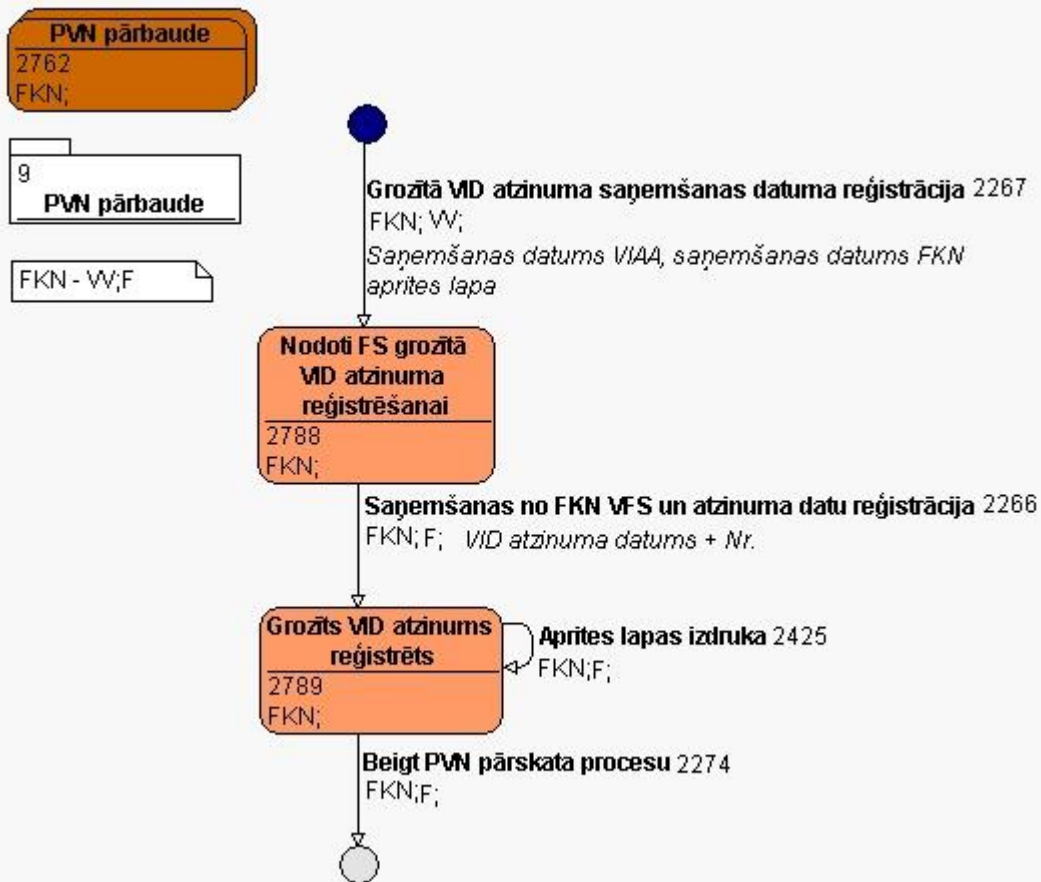 PVN pārbaude
2762
FKN;
9
PVN pārbaude
FKN - VV;F
Grozītā VID atzinuma saņemšanas datuma reģistrācija 2267
FKN; VV;
Saņemšanas datums VIAA, saņemšanas datums FKN
aprites lapa
Nodoti FS grozītā
VID atzinuma
reģistrēšanai
2788
FKN;
Saņemšanas no FKN VFS un atzinuma datu reģistrācija 2266
FKN; F; VID atzinuma datums + Nr.
Grozīts VID atzinums
reģistrēts
2789
FKN;
Aprites lapas izdruka 2425
FKN;F;
Beigt PVN pārskata procesu 2274
FKN;F;